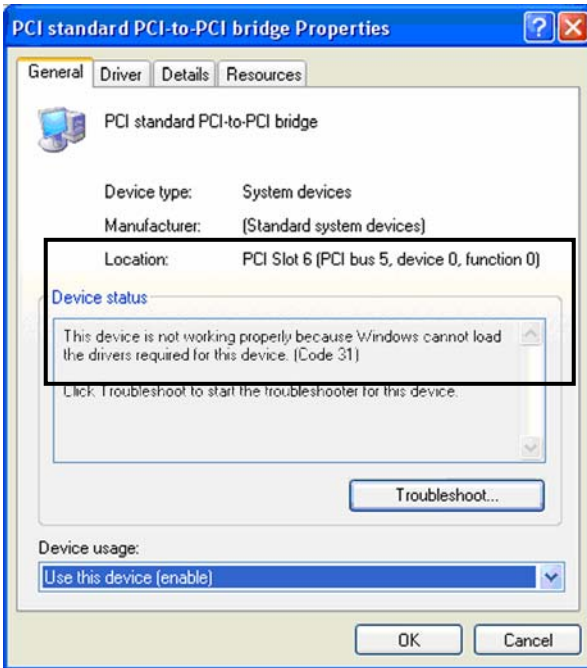 PCI standard PCI-to-PCI bridge Properties
General Driver Details Resources
PCI standard PCI-to-PCI bridge
Device type: System devices
Manufacturer: (Standard system devices)
Location: PCI Slot 6 (PCI bus 5, device 0, function 0)
Device status
This device is not working properly because Windows cannot load
the drivers required for this device. (Code 31)
Click Troubleshoot to start the troubleshooter for this device.
Troubleshoot...
Device usage:
Use this device (enable)
OK Cancel